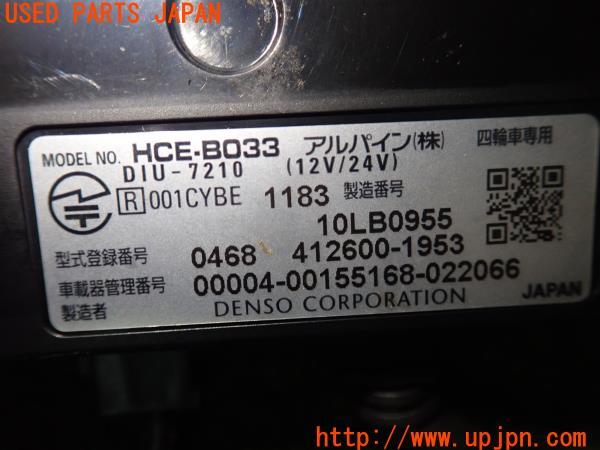 USED PARTS JAPAN
MODEL NO. HCE-B033 アルパイン(株) 四輪車専用
DIU-7210 (12V/24V)
R 001CYBE 1183 製造番号
10LB0955
型式登録番号 0468 412600-1953
車載器管理番号 00004-00155168-022066
製造者 DENSO CORPORATION JAPAN
http://www.upjpn.com/